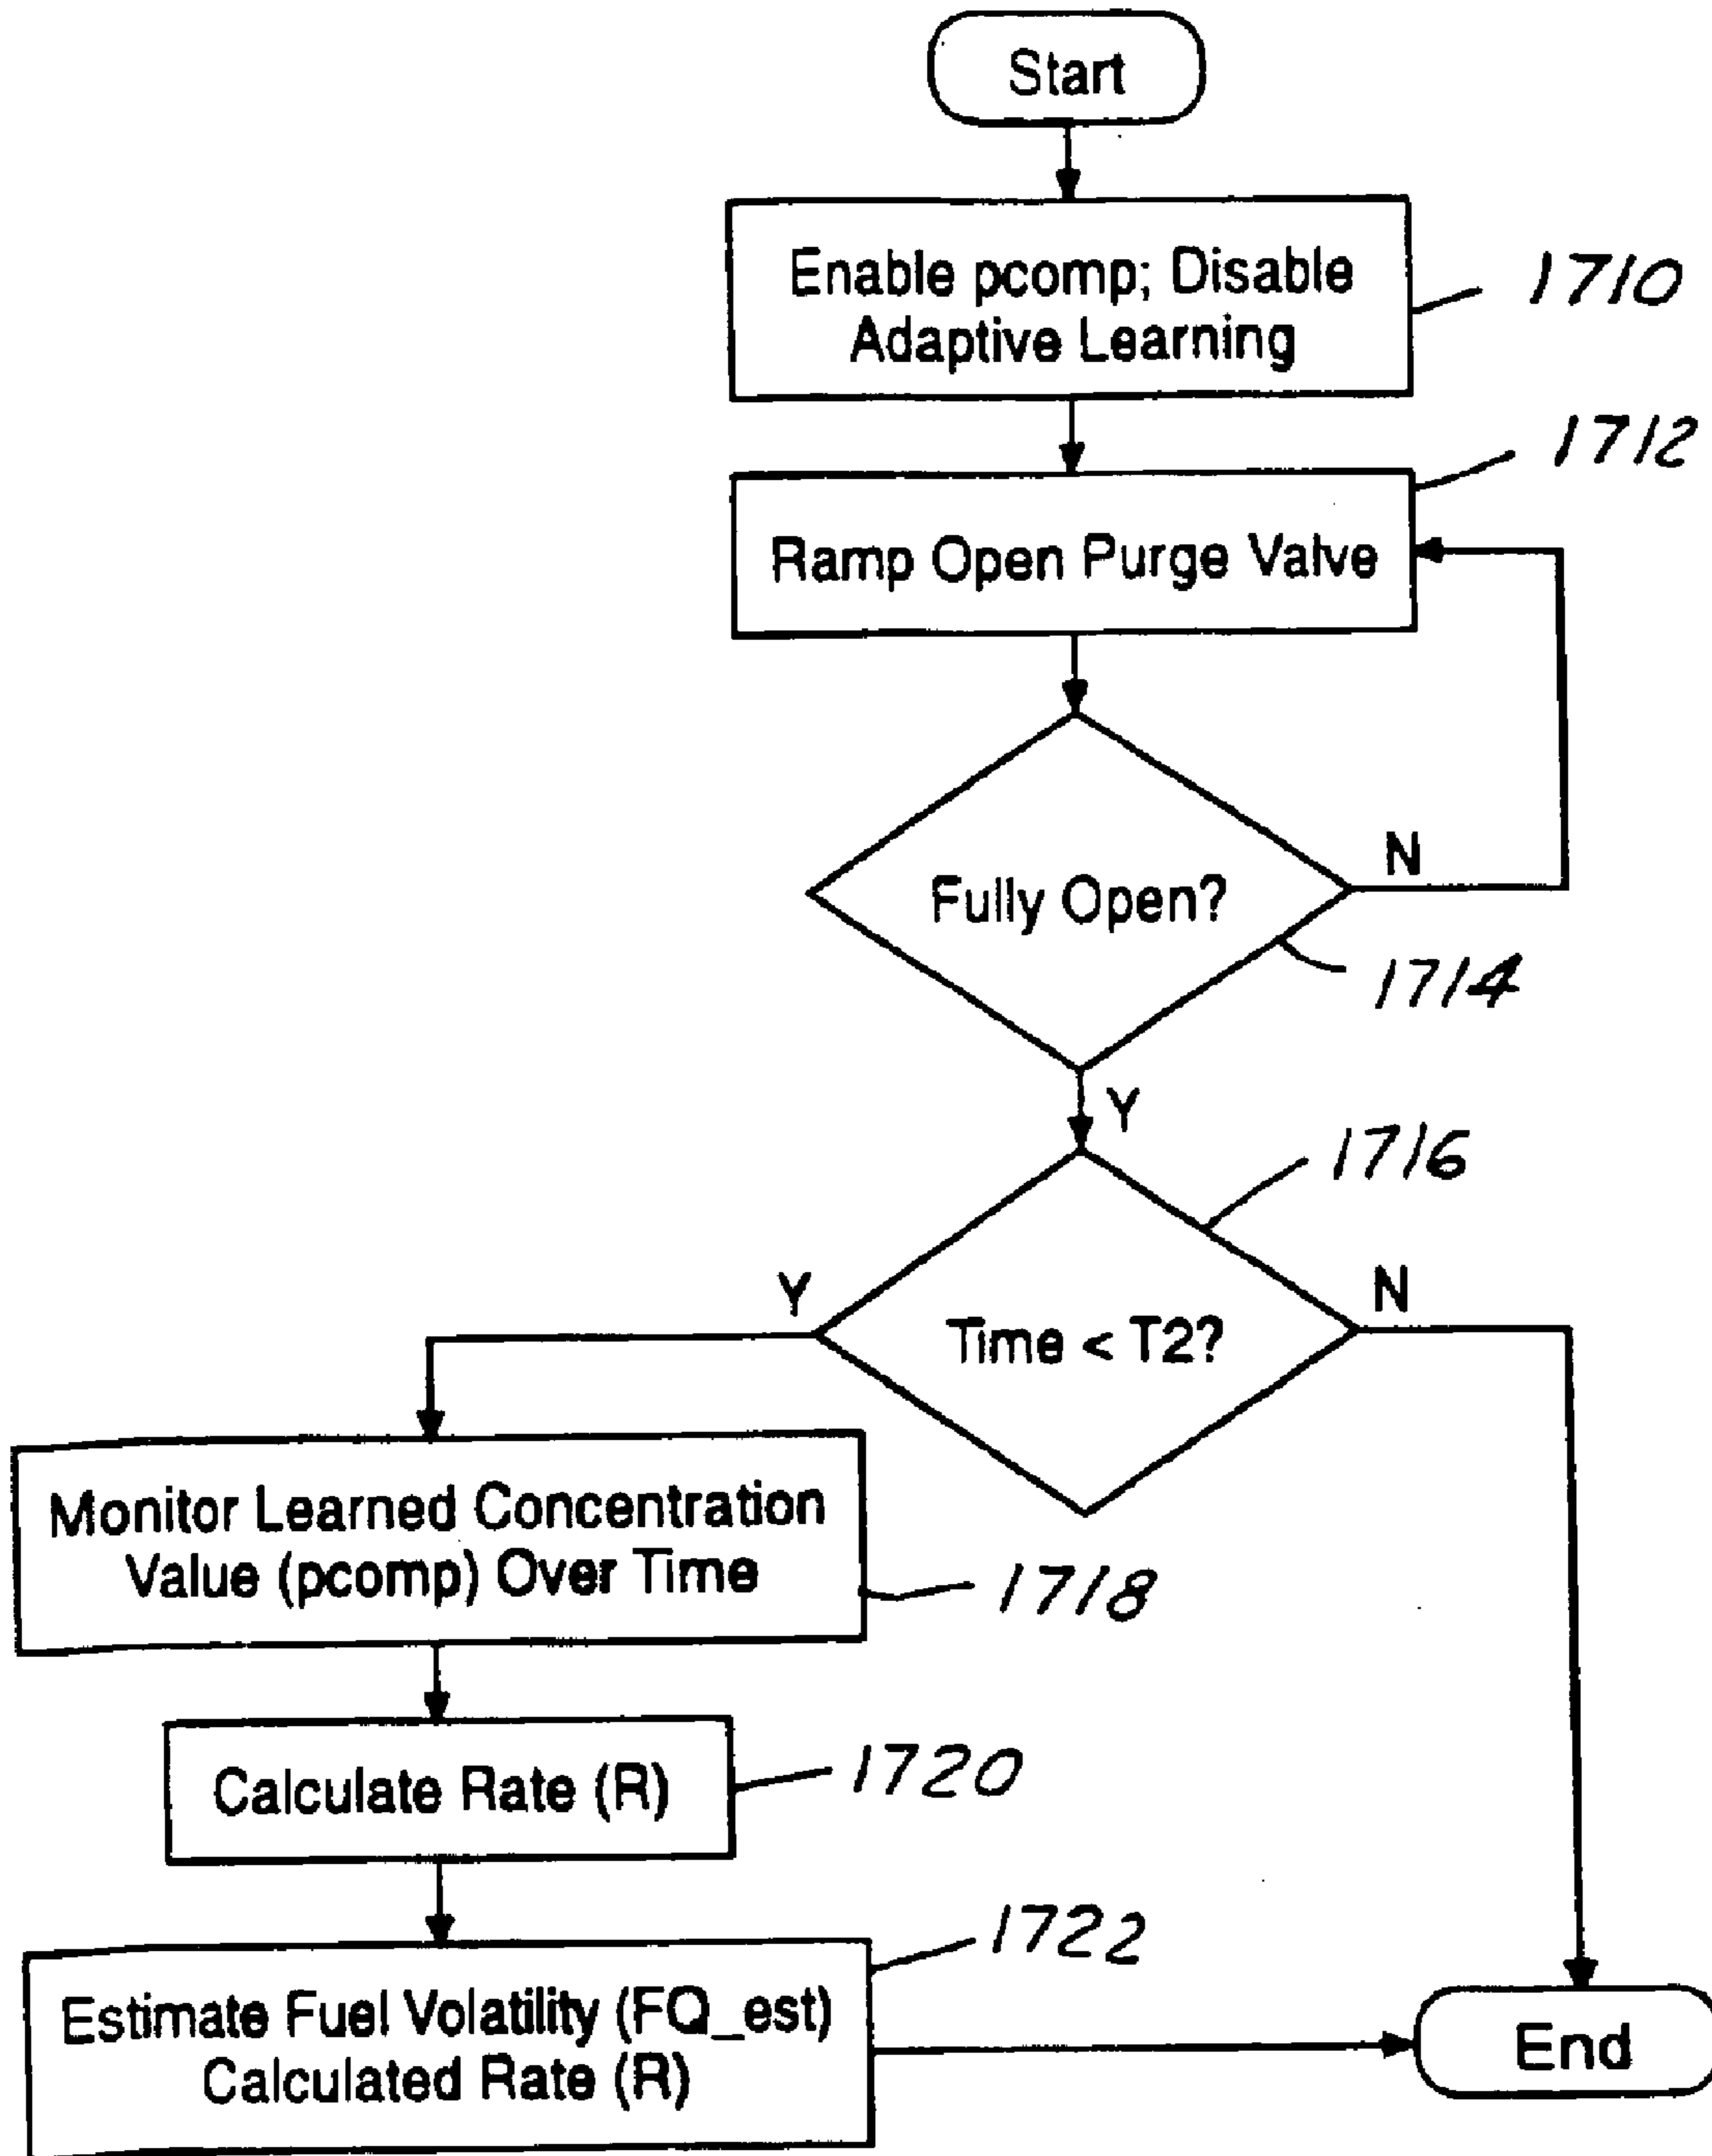 Start
Enable pcomp; Disable
Adaptive Learning
1710
1712
Ramp Open Purge Valve
Fully Open?
N
1714
Y
1716
Time < T2?
Y
N
Monitor Learned Concentration
Value (pcomp) Over Time
1718
Calculate Rate (R)
1720
1722
Estimate Fuel Volatility (FQ_est)
Calculated Rate (R)
End